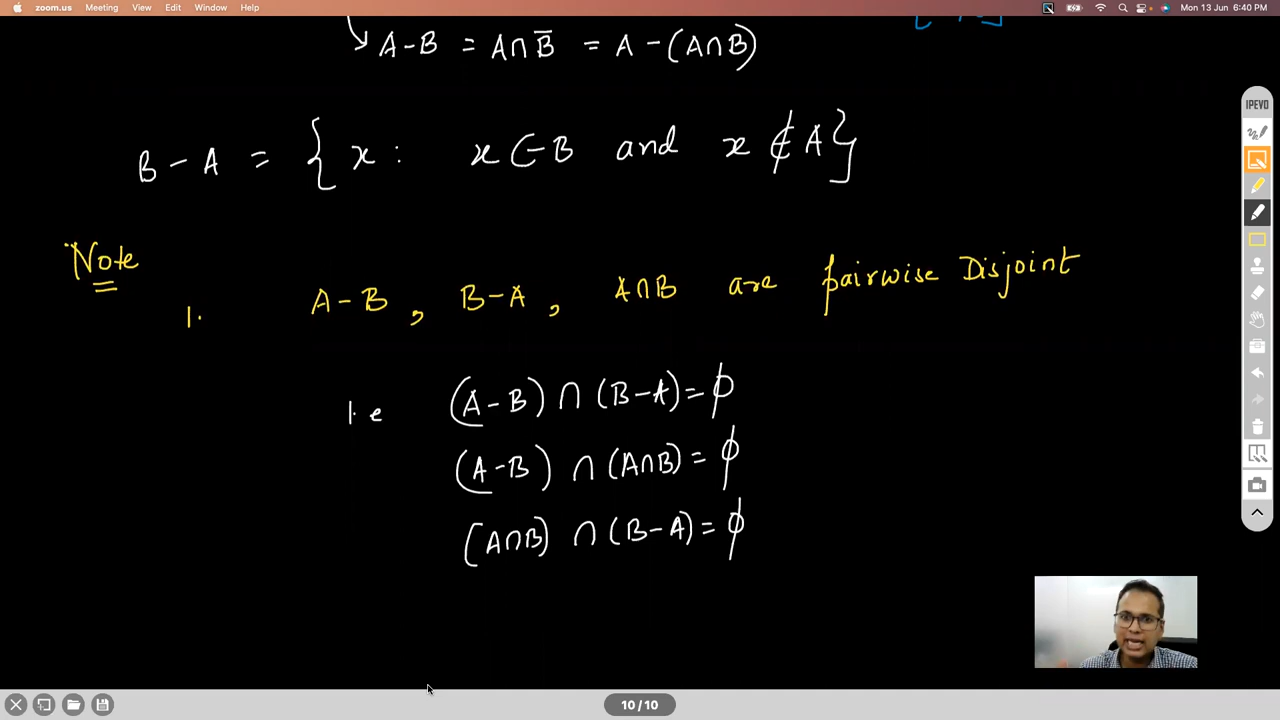 zoom.us Meeting View Edit Window Help Mon 13 Jun 6:40 PM
A-B = A∩B̅ = A-(A∩B)
IPEVO
B-A = { x : x ∈ B and x ∉ A}
Note
1. A-B , B-A , A∩B are pairwise Disjoint
i.e (A-B) ∩ (B-A) = ϕ
(A-B) ∩ (A∩B) = ϕ
(A∩B) ∩ (B-A) = ϕ
10 / 10